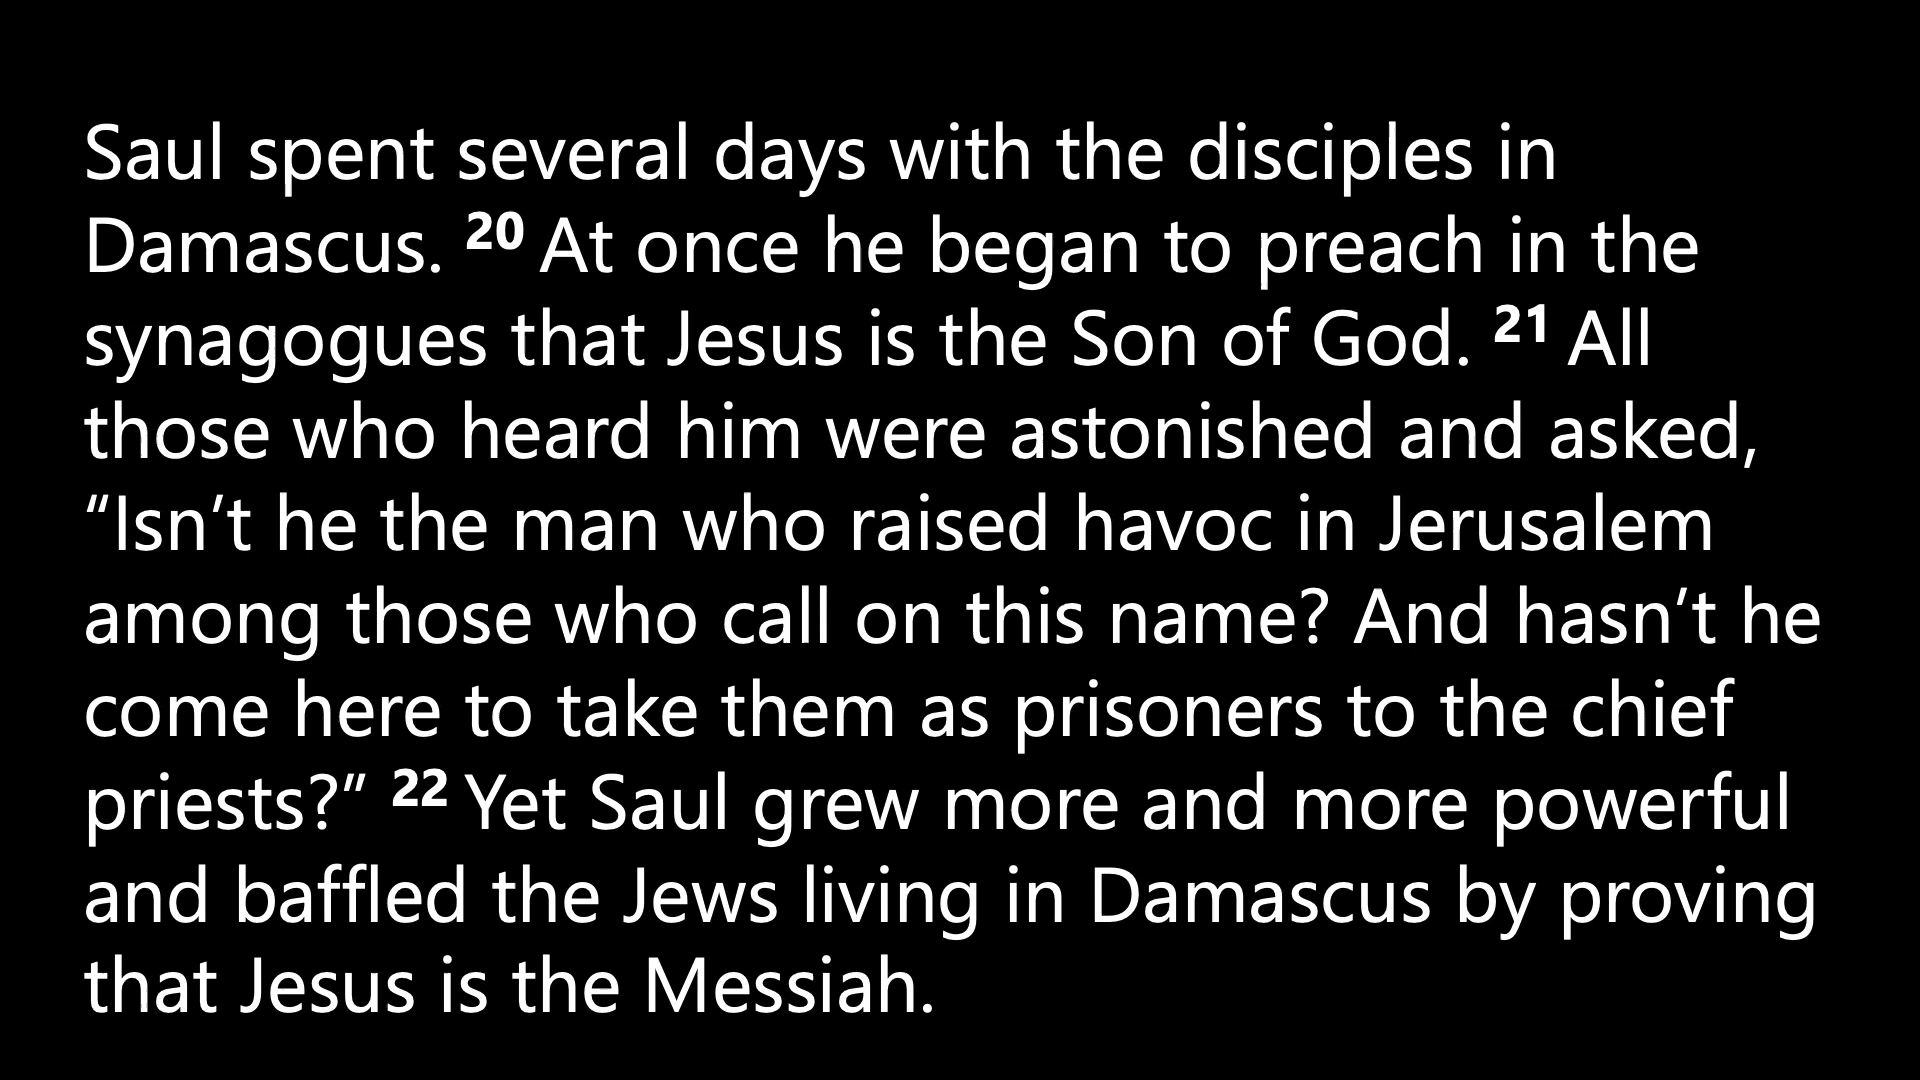 Saul spent several days with the disciples in
Damascus. 20 At once he began to preach in the
synagogues that Jesus is the Son of God. 21 All
those who heard him were astonished and asked,
“Isn’t he the man who raised havoc in Jerusalem
among those who call on this name? And hasn’t he
come here to take them as prisoners to the chief
priests?” 22 Yet Saul grew more and more powerful
and baffled the Jews living in Damascus by proving
that Jesus is the Messiah.